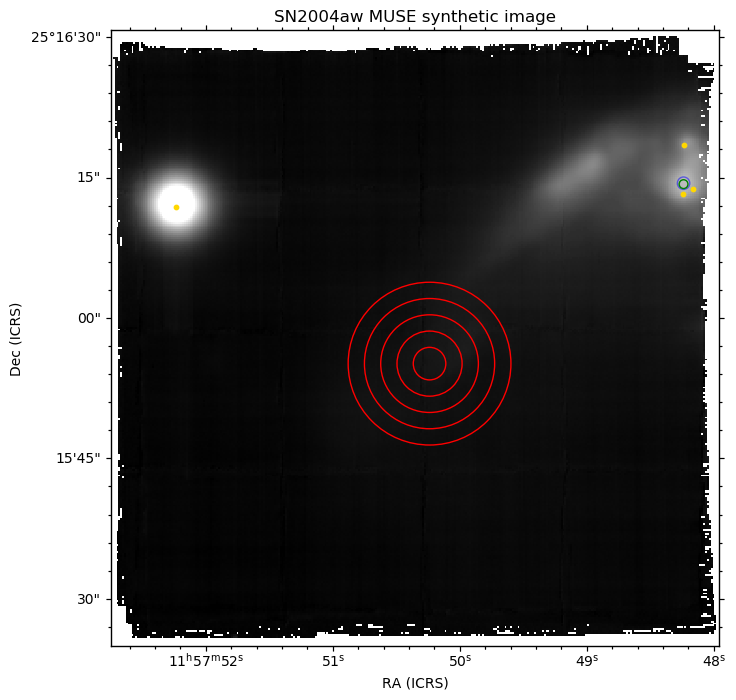 SN2004aw MUSE synthetic image
25°16'30"
15"
00"
15'45"
30"
Dec (ICRS)
11ʰ57ᵐ52ˢ
51ˢ
50ˢ
49ˢ
48ˢ
RA (ICRS)